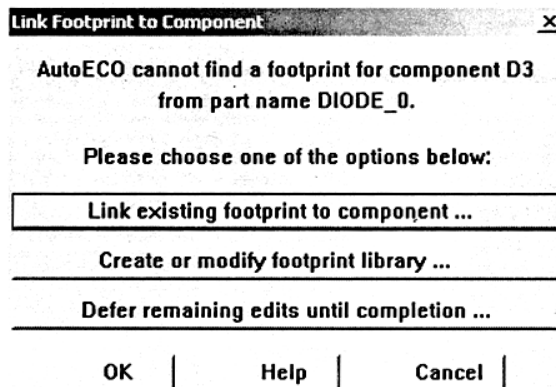 Link Footprint to Component
AutoECO cannot find a footprint for component D3
from part name DIODE_0.
Please choose one of the options below:
Link existing footprint to component ...
Create or modify footprint library ...
Defer remaining edits until completion ...
OK Help Cancel